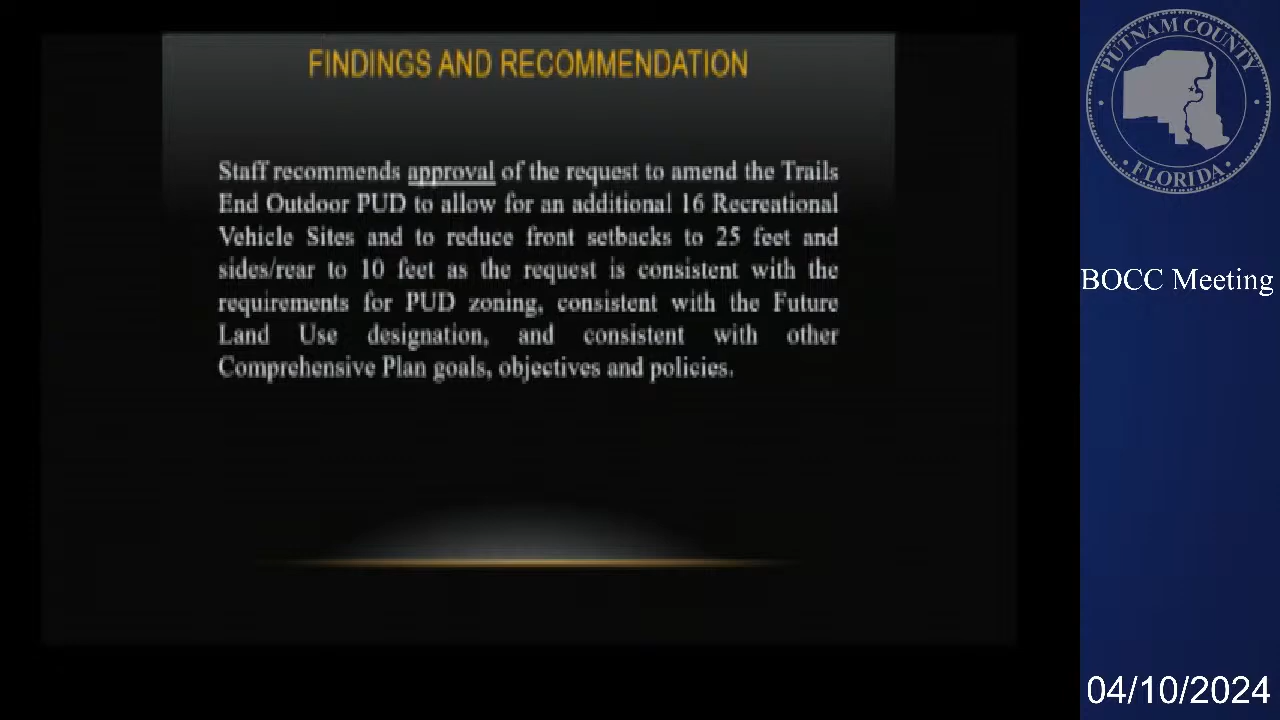 FINDINGS AND RECOMMENDATION
Staff recommends approval of the request to amend the Trails
End Outdoor PUD to allow for an additional 16 Recreational
Vehicle Sites and to reduce front setbacks to 25 feet and
sides/rear to 10 feet as the request is consistent with the
requirements for PUD zoning, consistent with the Future
Land Use designation, and consistent with other
Comprehensive Plan goals, objectives and policies.
PUTNAM COUNTY
FLORIDA
BOCC Meeting
04/10/2024